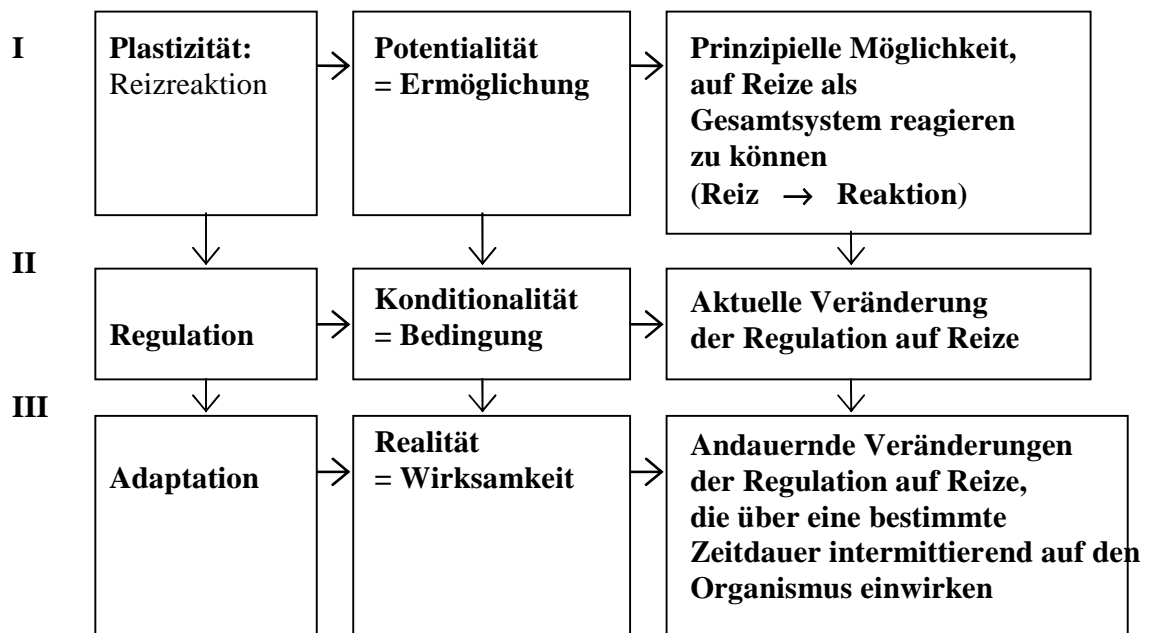 I
Plastizität:
Reizreaktion
Potentialität
= Ermöglichung
Prinzipielle Möglichkeit,
auf Reize als
Gesamtsystem reagieren
zu können
(Reiz → Reaktion)
II
Regulation
Konditionalität
= Bedingung
Aktuelle Veränderung
der Regulation auf Reize
III
Adaptation
Realität
= Wirksamkeit
Andauernde Veränderungen
der Regulation auf Reize,
die über eine bestimmte
Zeitdauer intermittierend auf den
Organismus einwirken